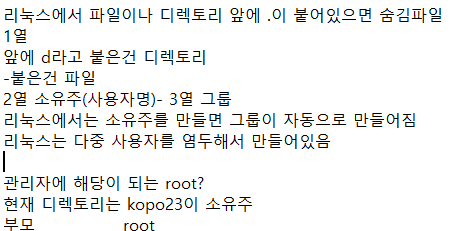 리눅스에서 파일이나 디렉토리 앞에 .이 붙어있으면 숨김파일
1열
앞에 d라고 붙은건 디렉토리
-붙은건 파일
2열 소유주(사용자명)- 3열 그룹
리눅스에서는 소유주를 만들면 그룹이 자동으로 만들어짐
리눅스는 다중 사용자를 염두해서 만들어있음
관리자에 해당이 되는 root?
현재 디렉토리는 kopo23이 소유주
부모 root